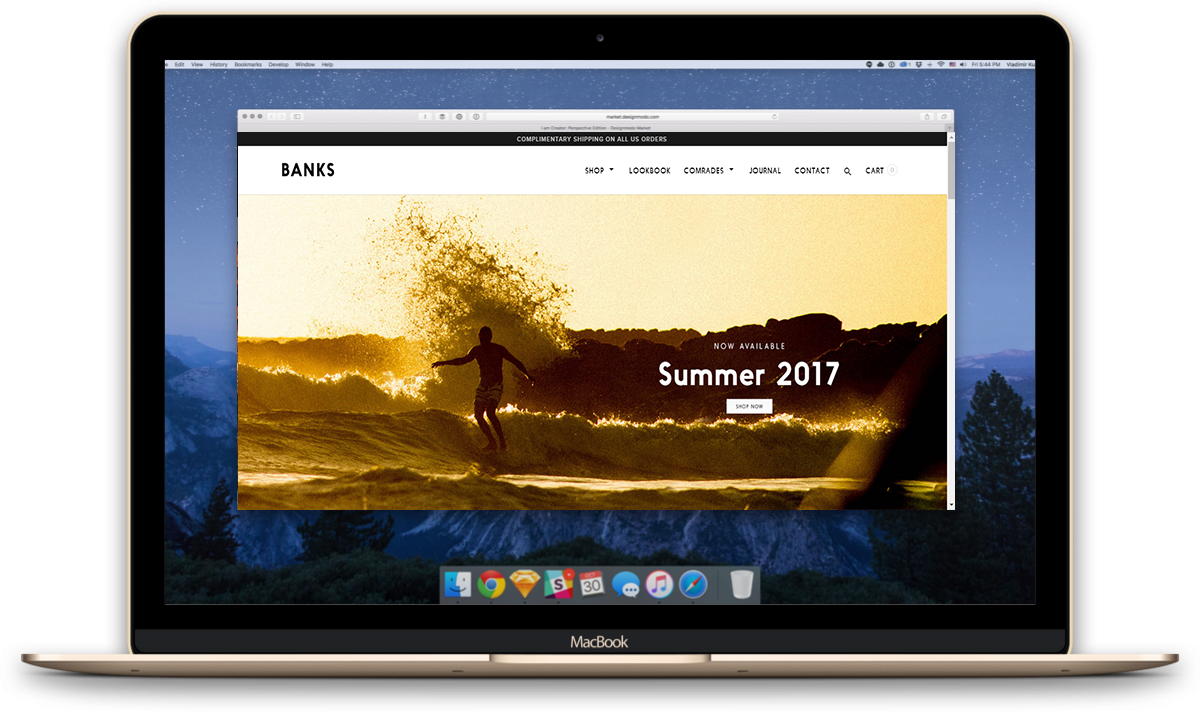 Edit View History Bookmarks Develop Window Help
Fri 5:44 PM Vladimir Ku
market.designmodo.com
I am Creator: Perspective Edition - Designmodo Market
COMPLIMENTARY SHIPPING ON ALL US ORDERS
BANKS
SHOP LOOKBOOK COMRADES JOURNAL CONTACT CART 0
NOW AVAILABLE
Summer 2017
SHOP NOW
S
OCT
30
MacBook